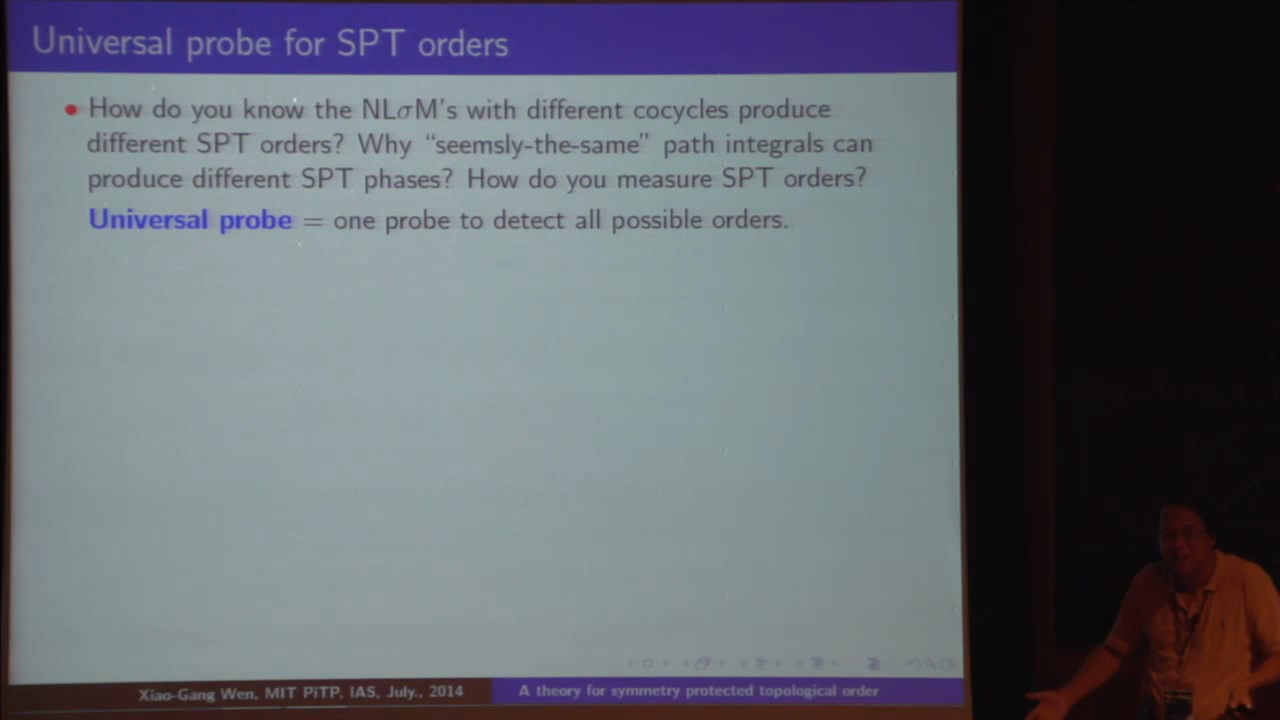 Universal probe for SPT orders
• How do you know the NLσM's with different cocycles produce
different SPT orders? Why “seemsly-the-same” path integrals can
produce different SPT phases? How do you measure SPT orders?
Universal probe = one probe to detect all possible orders.
Xiao-Gang Wen, MIT PiTP, IAS, July., 2014
A theory for symmetry protected topological order